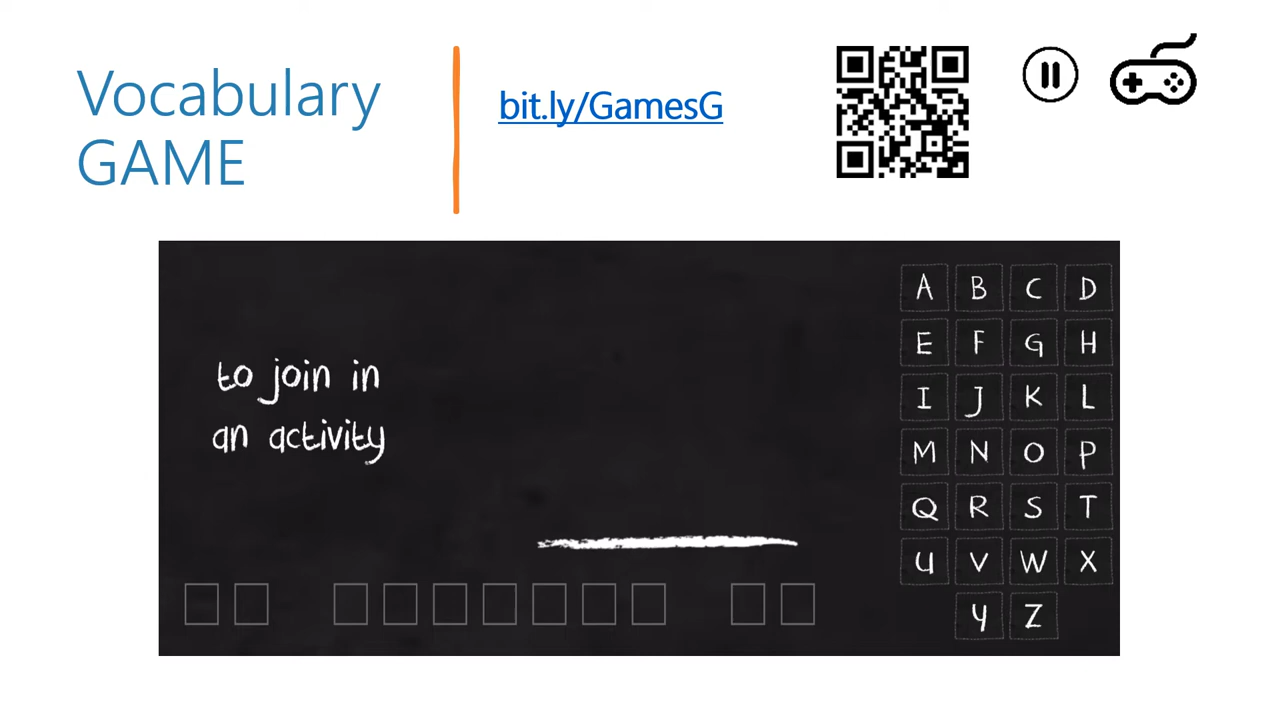 Vocabulary
GAME
bit.ly/GamesG
to join in
an activity
A B C D
E F G H
I J K L
M N O P
Q R S T
U V W X
Y Z